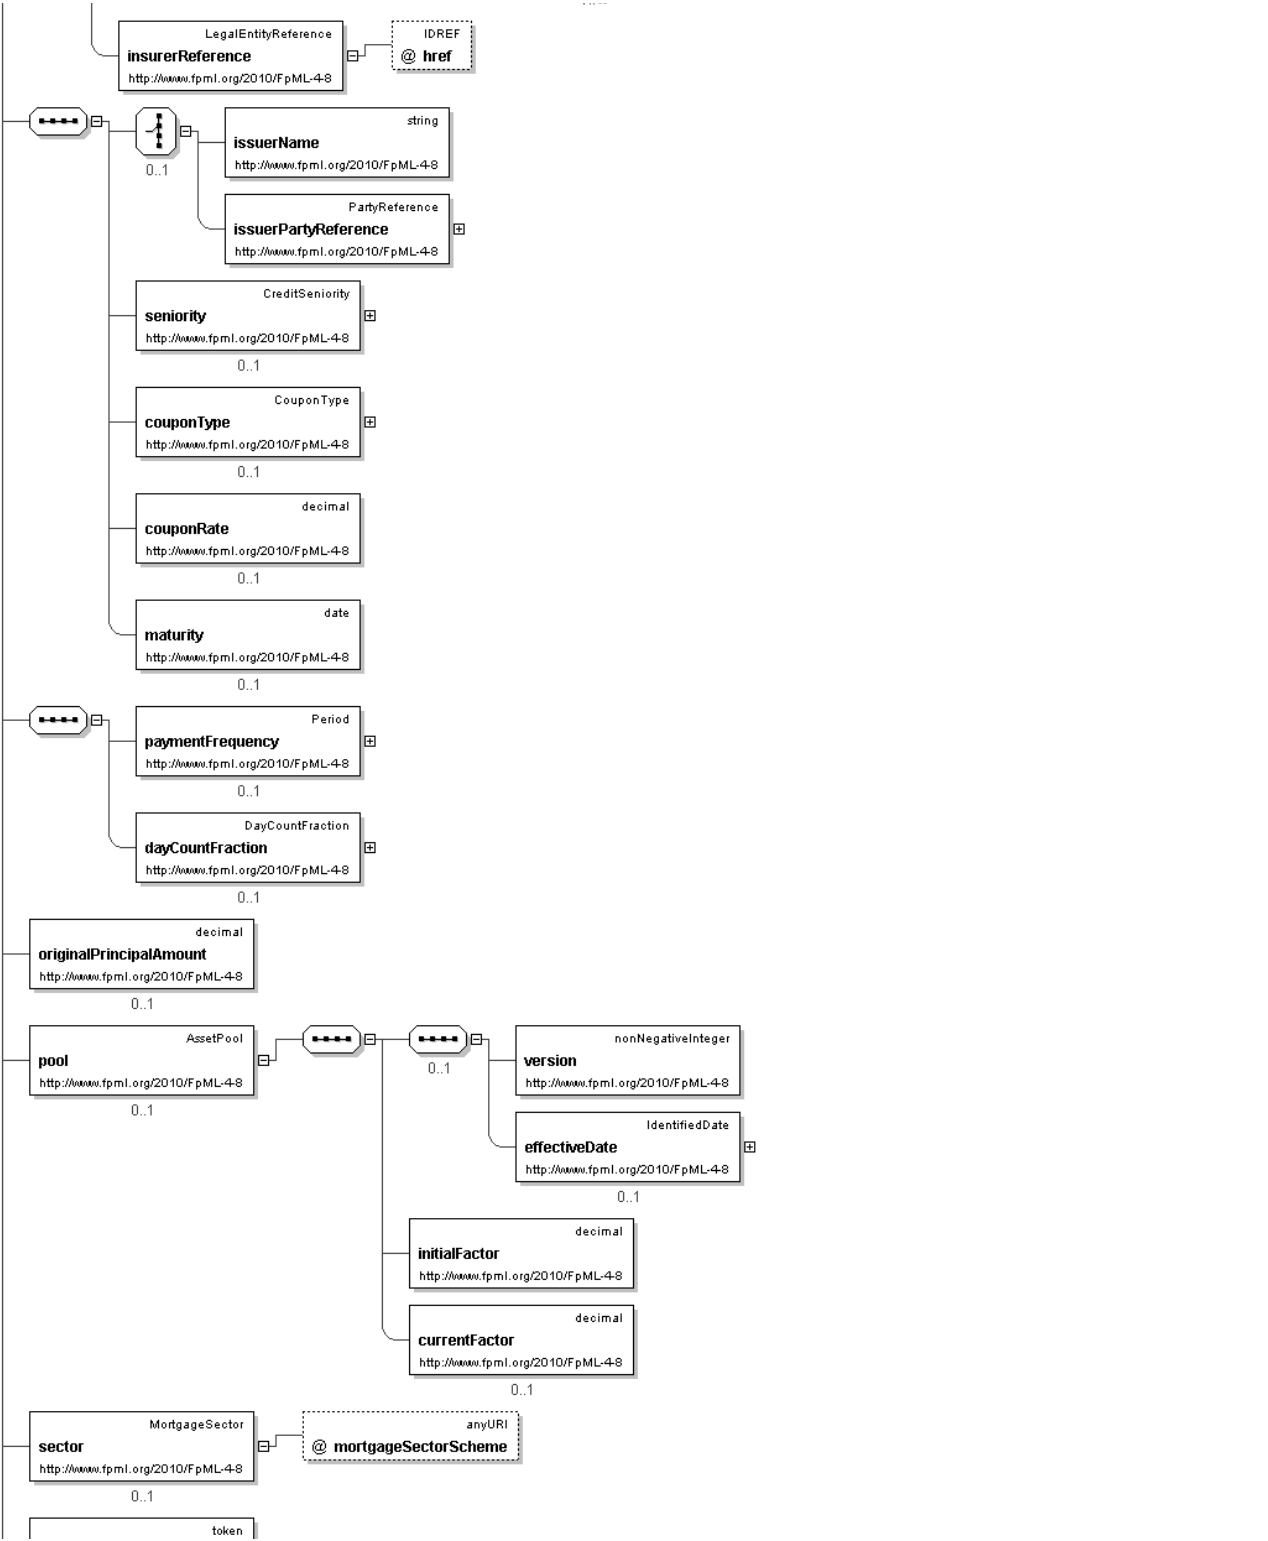 LegalEntityReference
insurerReference
http://www.fpml.org/2010/FpML-4-8
IDREF
@ href
string
issuerName
http://www.fpml.org/2010/FpML-4-8
0..1
PartyReference
issuerPartyReference
http://www.fpml.org/2010/FpML-4-8
CreditSeniority
seniority
http://www.fpml.org/2010/FpML-4-8
0..1
CouponType
couponType
http://www.fpml.org/2010/FpML-4-8
0..1
decimal
couponRate
http://www.fpml.org/2010/FpML-4-8
0..1
date
maturity
http://www.fpml.org/2010/FpML-4-8
0..1
Period
paymentFrequency
http://www.fpml.org/2010/FpML-4-8
0..1
DayCountFraction
dayCountFraction
http://www.fpml.org/2010/FpML-4-8
0..1
decimal
originalPrincipalAmount
http://www.fpml.org/2010/FpML-4-8
0..1
AssetPool
pool
http://www.fpml.org/2010/FpML-4-8
0..1
0..1
nonNegativeInteger
version
http://www.fpml.org/2010/FpML-4-8
IdentifiedDate
effectiveDate
http://www.fpml.org/2010/FpML-4-8
0..1
decimal
initialFactor
http://www.fpml.org/2010/FpML-4-8
decimal
currentFactor
http://www.fpml.org/2010/FpML-4-8
0..1
MortgageSector
sector
http://www.fpml.org/2010/FpML-4-8
0..1
anyURI
@ mortgageSectorScheme
token